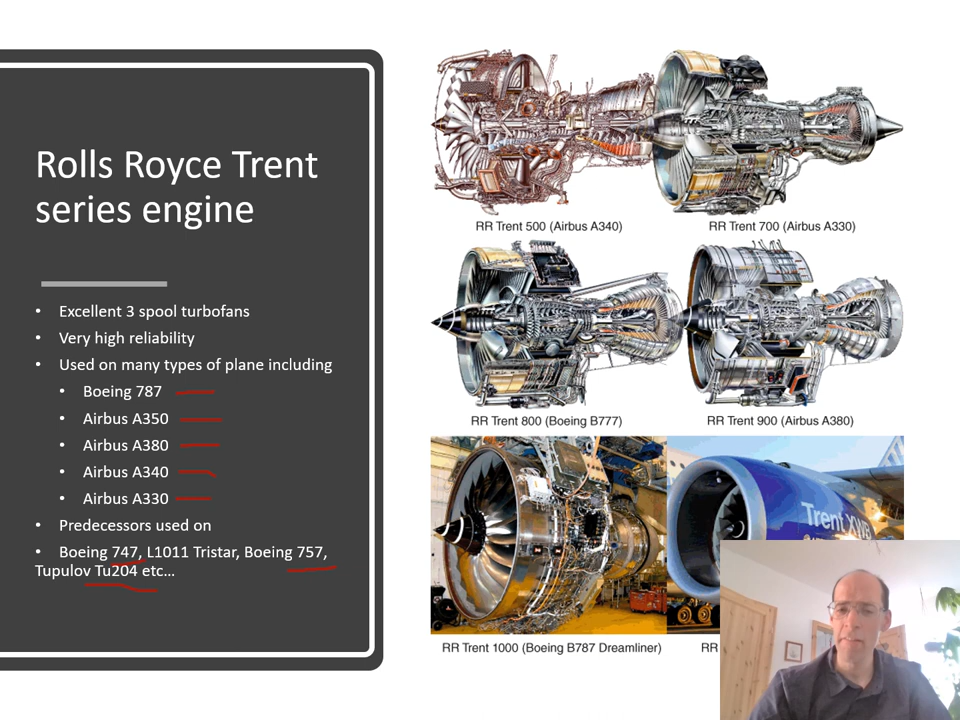 Rolls Royce Trent
series engine
• Excellent 3 spool turbofans
• Very high reliability
• Used on many types of plane including
• Boeing 787
• Airbus A350
• Airbus A380
• Airbus A340
• Airbus A330
• Predecessors used on
• Boeing 747, L1011 Tristar, Boeing 757,
Tupulov Tu204 etc...
RR Trent 500 (Airbus A340)
RR Trent 700 (Airbus A330)
RR Trent 800 (Boeing B777)
RR Trent 900 (Airbus A380)
Trent XWB
RR Trent 1000 (Boeing B787 Dreamliner)
RR